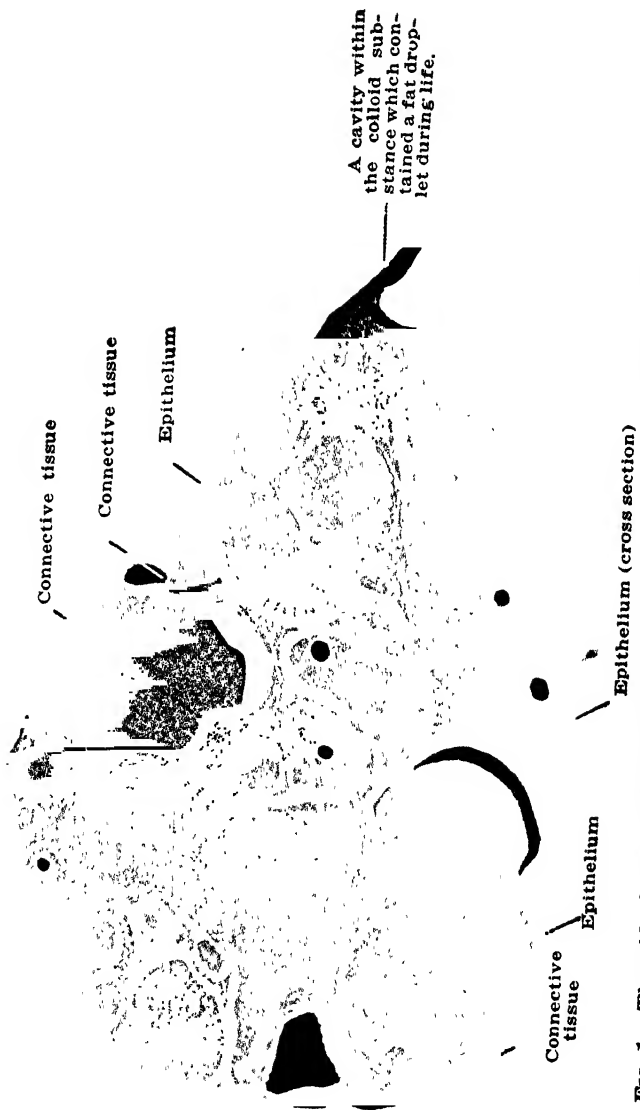 Connective tissue
Connective tissue
Epithelium
A cavity within
the colloid sub-
stance which con-
tained a fat drop-
let during life.
Connective
tissue
Epithelium
Epithelium (cross section)